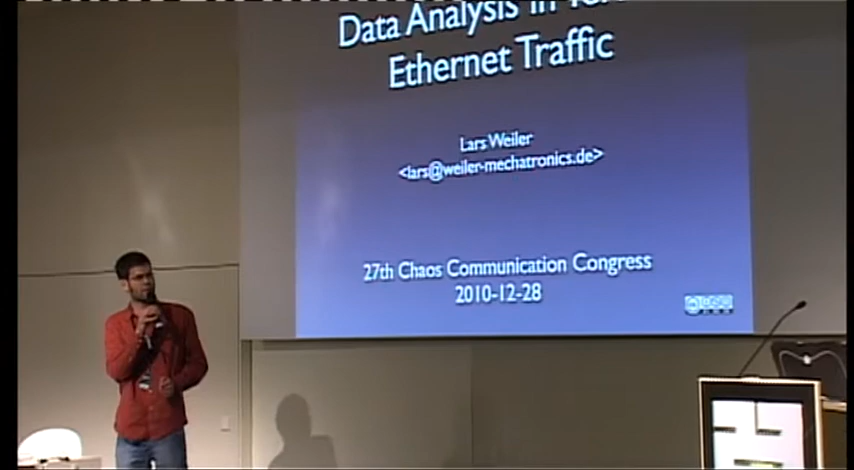 Data Analysis in
Ethernet Traffic
Lars Weiler
<lars@weiler-mechatronics.de>
27th Chaos Communication Congress
2010-12-28